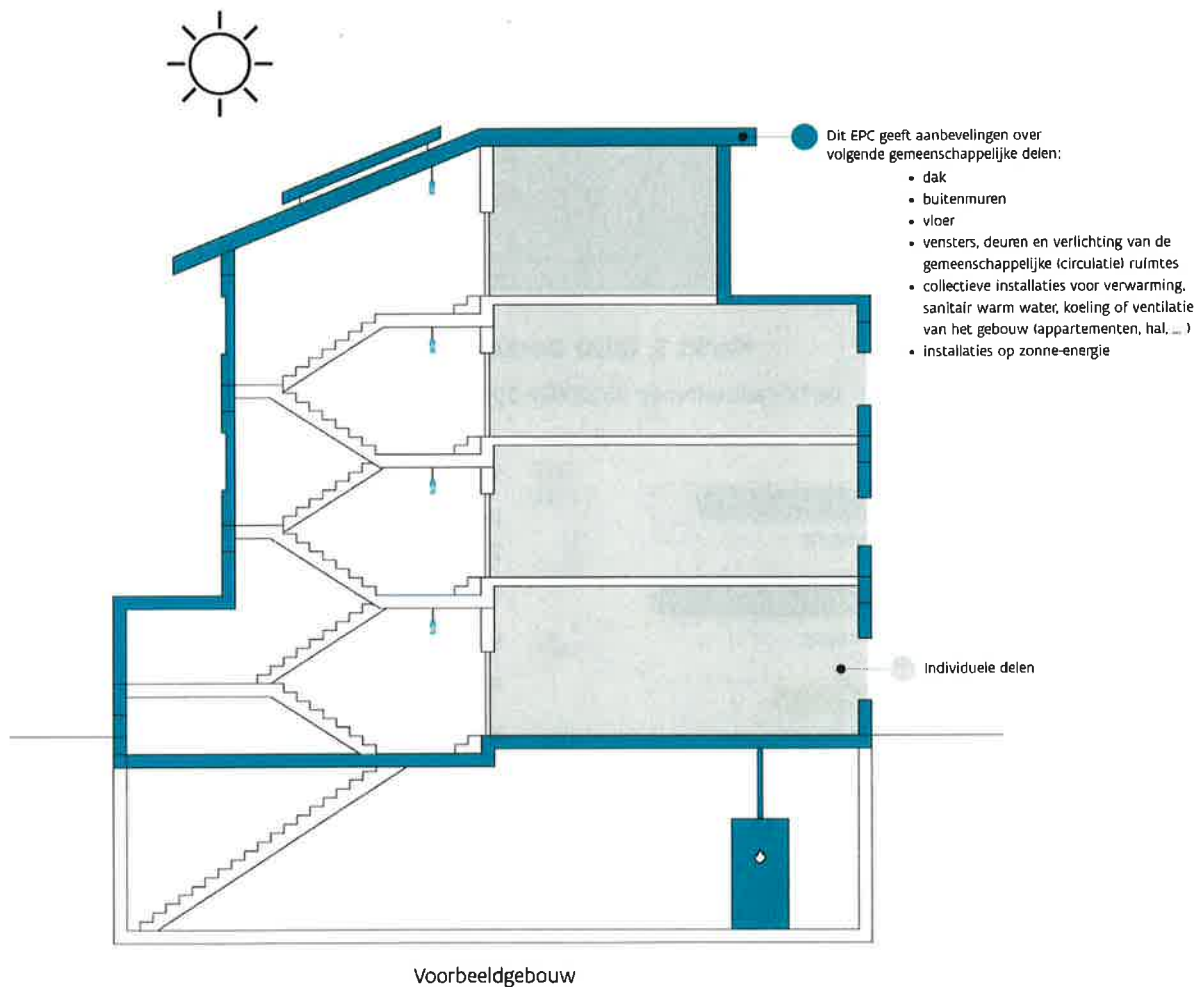 Dit EPC geeft aanbevelingen over
volgende gemeenschappelijke delen:
• dak
• buitenmuren
• vloer
• vensters, deuren en verlichting van de
gemeenschappelijke (circulatie) ruimtes
• collectieve installaties voor verwarming,
sanitair warm water, koeling of ventilatie
van het gebouw (appartementen, hal, ... )
• installaties op zonne-energie
Individuele delen
Voorbeeldgebouw